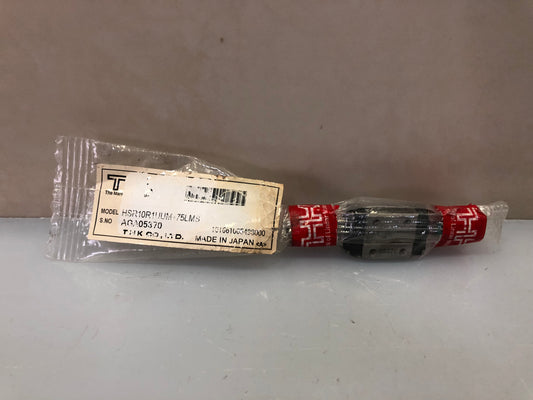 MODEL HSR10R1UUM+75LMS
S.NO AGA05370
THK CO., LTD. MADE IN JAPAN